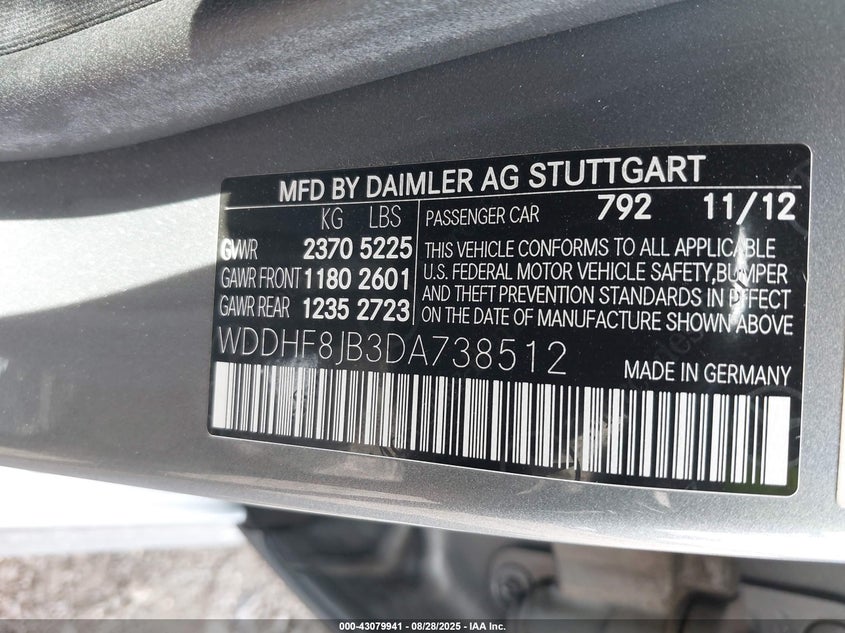 MFD BY DAIMLER AG STUTTGART
KG LBS
GVWR 2370 5225
GAWR FRONT 1180 2601
GAWR REAR 1235 2723
PASSENGER CAR 792 11/12
THIS VEHICLE CONFORMS TO ALL APPLICABLE
U.S. FEDERAL MOTOR VEHICLE SAFETY, BUMPER
AND THEFT PREVENTION STANDARDS IN EFFECT
ON THE DATE OF MANUFACTURE SHOWN ABOVE
WDDHF8JB3DA738512
MADE IN GERMANY
000-43079941 / 08/28/2025 - IAA Inc.